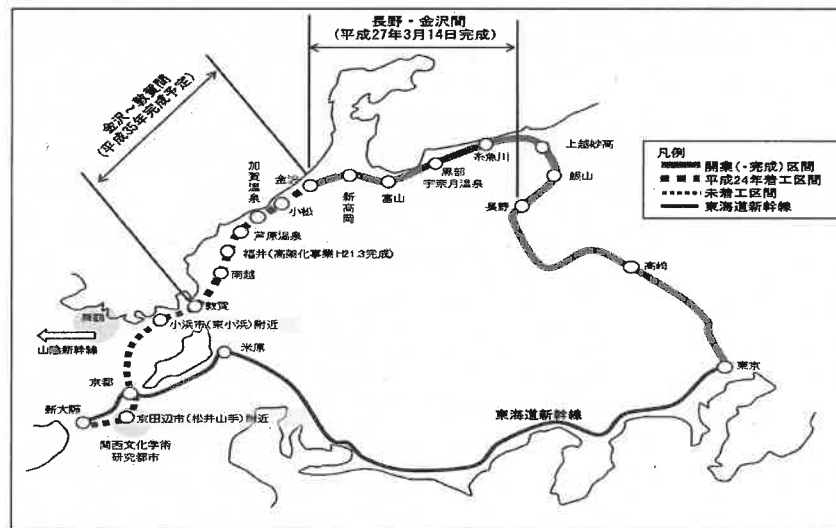 長野・金沢間
(平成27年3月14日完成)
金沢~敦賀間
(平成35年完成予定)
加賀温泉
金沢
小松
新高岡
富山
黒部
宇奈月温泉
糸魚川
上越妙高
飯山
長野
高崎
東京
凡例
開業(・完成)区間
平成24年着工区間
未着工区間
東海道新幹線
芦原温泉
福井(高架化事業H21.3完成)
南越
敦賀
小浜市(東小浜)附近
山陰新幹線
米原
京都
新大阪
京田辺市(松井山手)附近
関西文化学術
研究都市
東海道新幹線